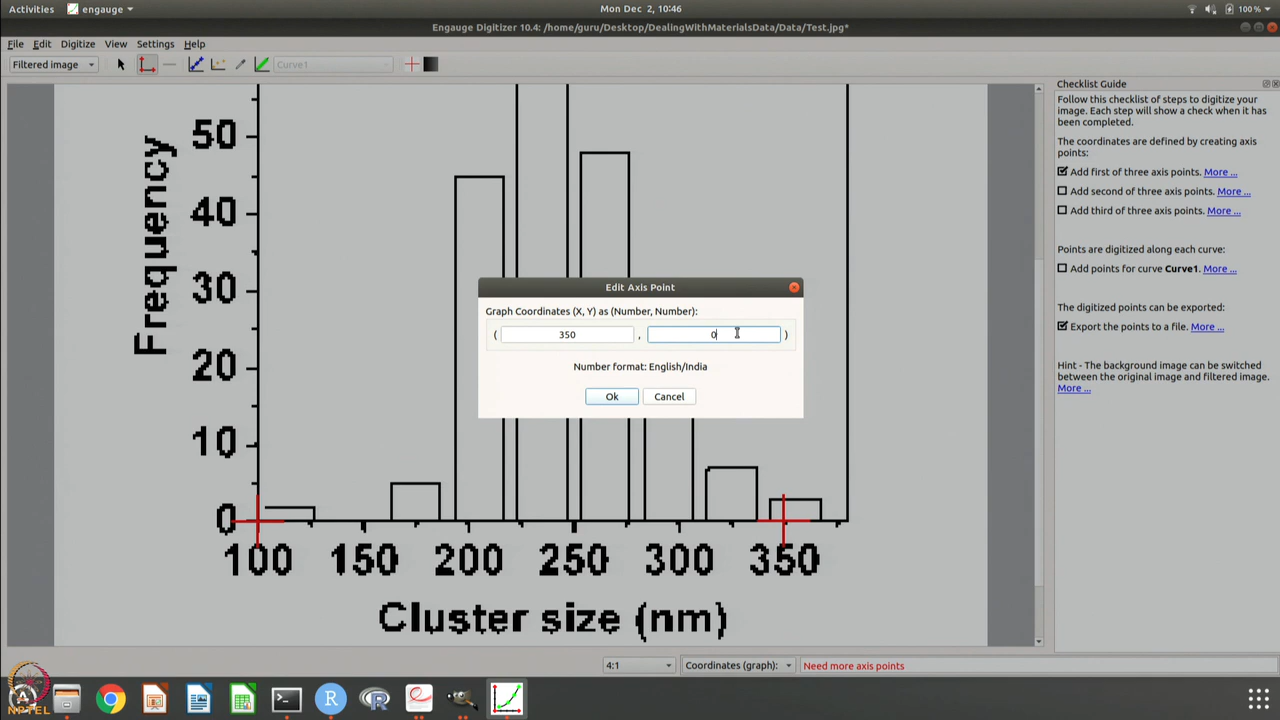 Activities
engauge
Mon Dec 2, 10:46
100 %
Engauge Digitizer 10.4: /home/guru/Desktop/DealingWithMaterialsData/Data/Test.jpg*
File Edit Digitize View Settings Help
Filtered image
Curve1
Checklist Guide
Follow this checklist of steps to digitize your
image. Each step will show a check when it has
been completed.
The coordinates are defined by creating axis
points:
Add first of three axis points. More ...
Add second of three axis points. More ...
Add third of three axis points. More ...
Points are digitized along each curve:
Add points for curve Curve1. More ...
The digitized points can be exported:
Export the points to a file. More ...
Hint - The background image can be switched
between the original image and filtered image.
More ...
Frequency
50
40
30
20
10
0
100 150 200 250 300 350
Cluster size (nm)
Edit Axis Point
Graph Coordinates (X, Y) as (Number, Number):
( 350 , 0 )
Number format: English/India
Ok Cancel
4:1 Coordinates (graph): Need more axis points
NPTEL